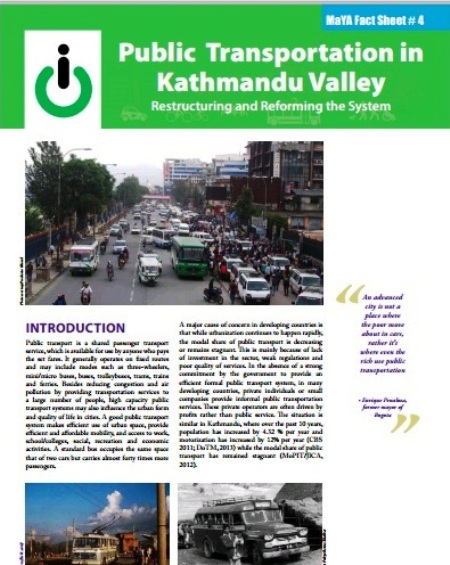 MaYA Fact Sheet # 4
Public Transportation in
Kathmandu Valley
Restructuring and Reforming the System
INTRODUCTION
Public transport is a shared passenger transport
service, which is available for use by anyone who pays
the set fares. It generally operates on fixed routes
and may include modes such as three-wheelers,
mini/micro buses, buses, trolleybuses, trams, trains
and ferries. Besides reducing congestion and air
pollution by providing transportation services to
a large number of people, high capacity public
transport systems may also influence the urban form
and quality of life in cities. A good public transport
system makes efficient use of urban space, provide
efficient and affordable mobility, and access to work,
school/colleges, social, recreation and economic
activities. A standard bus occupies the same space
that of two cars but carries almost forty times more
passengers.
A major cause of concern in developing countries is
that while urbanisation continues to happen rapidly,
the modal share of public transport is decreasing
or remains stagnant. This is mainly because of lack
of investment in the sector, weak regulations and
poor quality of services. In the absence of a strong
commitment by the government to provide an
efficient formal public transport system, in many
developing countries, private individuals or small
companies provide informal public transportation
services. These private operators are often driven by
profits rather than public service. The situation is
similar in Kathmandu, where over the past 10 years,
population has increased by 4.32 % per year and
motorization has increased by 12% per year (CBS
2011; DoTM, 2013) while the modal share of public
transport has remained stagnant (MoPIT/JICA,
2012).
“ An advanced
city is not a
place where
the poor move
about in cars,
rather it's
where even the
rich use public
transportation
- Enrique Penalosa,
former mayor of
Bogota ”